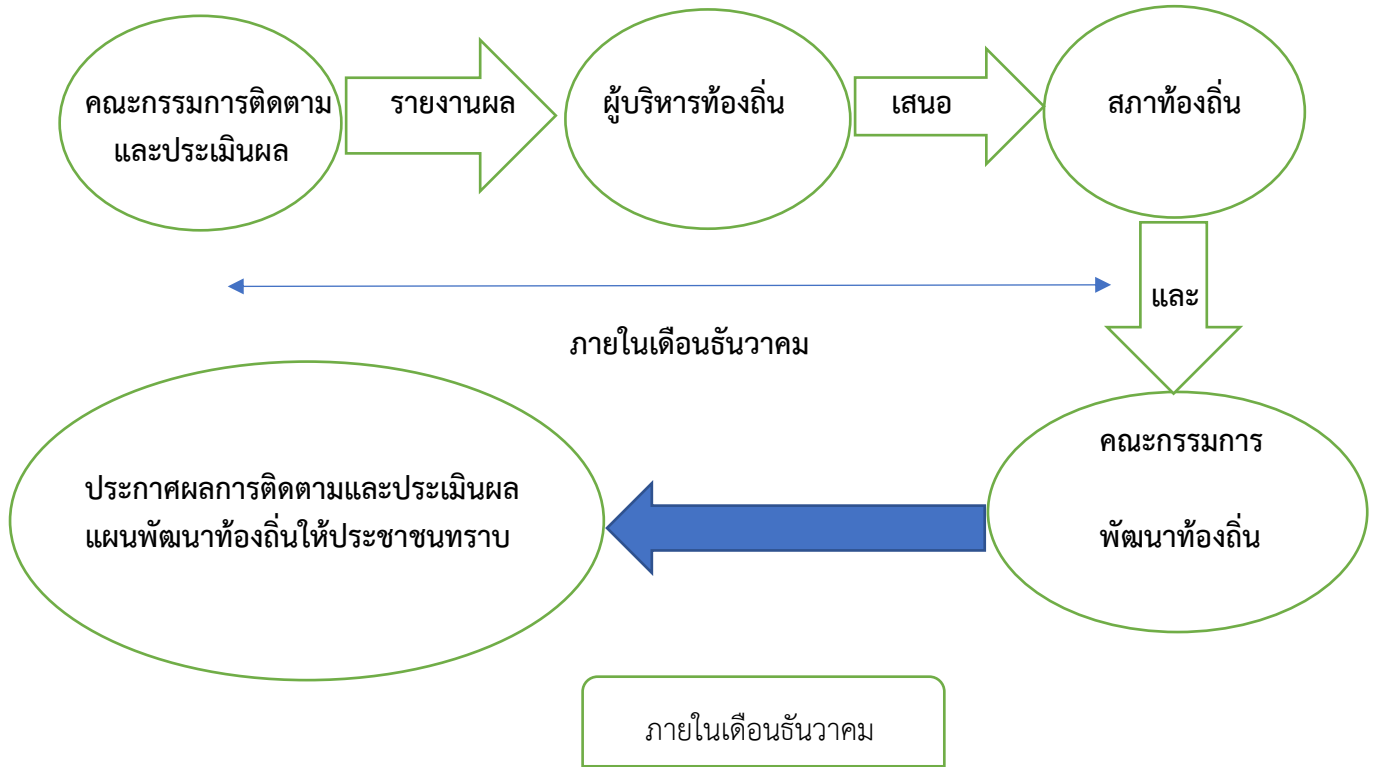 คณะกรรมการติดตาม
และประเมินผล
รายงานผล
ผู้บริหารท้องถิ่น
เสนอ
สภาท้องถิ่น
และ
ภายในเดือนธันวาคม
คณะกรรมการ
พัฒนาท้องถิ่น
ประกาศผลการติดตามและประเมินผล
แผนพัฒนาท้องถิ่นให้ประชาชนทราบ
ภายในเดือนธันวาคม